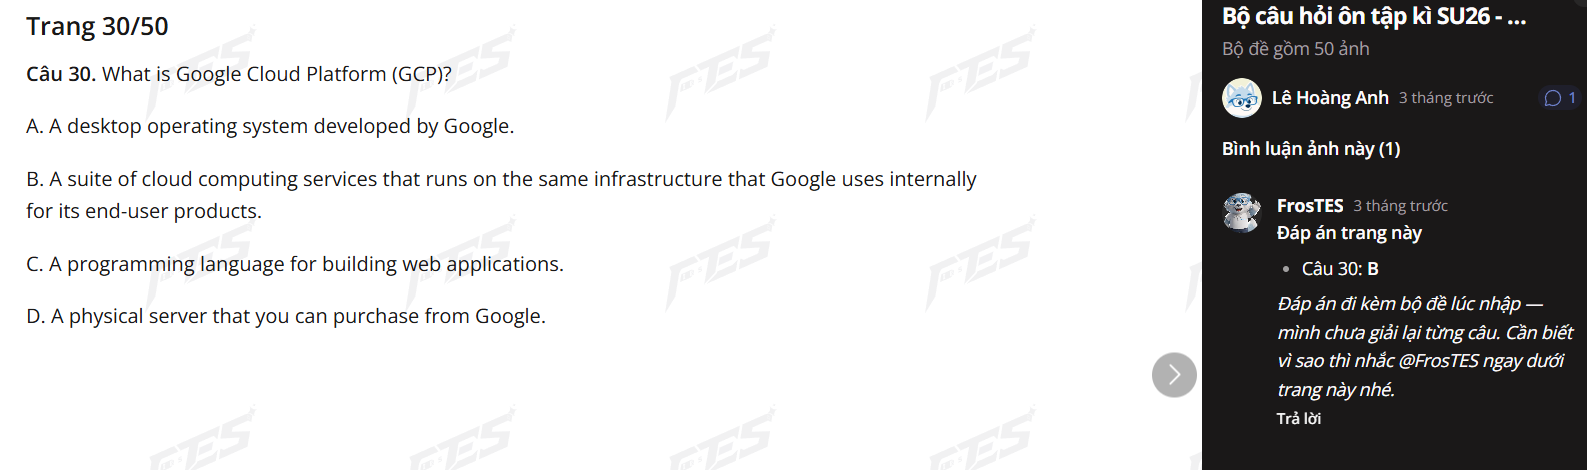 Trang 30/50
Câu 30. What is Google Cloud Platform (GCP)?
A. A desktop operating system developed by Google.
B. A suite of cloud computing services that runs on the same infrastructure that Google uses internally
for its end-user products.
C. A programming language for building web applications.
D. A physical server that you can purchase from Google.
Bộ câu hỏi ôn tập kì SU26 - ...
Bộ đề gồm 50 ảnh
Lê Hoàng Anh 3 tháng trước 1
Bình luận ảnh này (1)
FrosTES 3 tháng trước
Đáp án trang này
• Câu 30: B
Đáp án đi kèm bộ đề lúc nhập —
mình chưa giải lại từng câu. Cần biết
vì sao thì nhắc @FrosTES ngay dưới
trang này nhé.
Trả lời